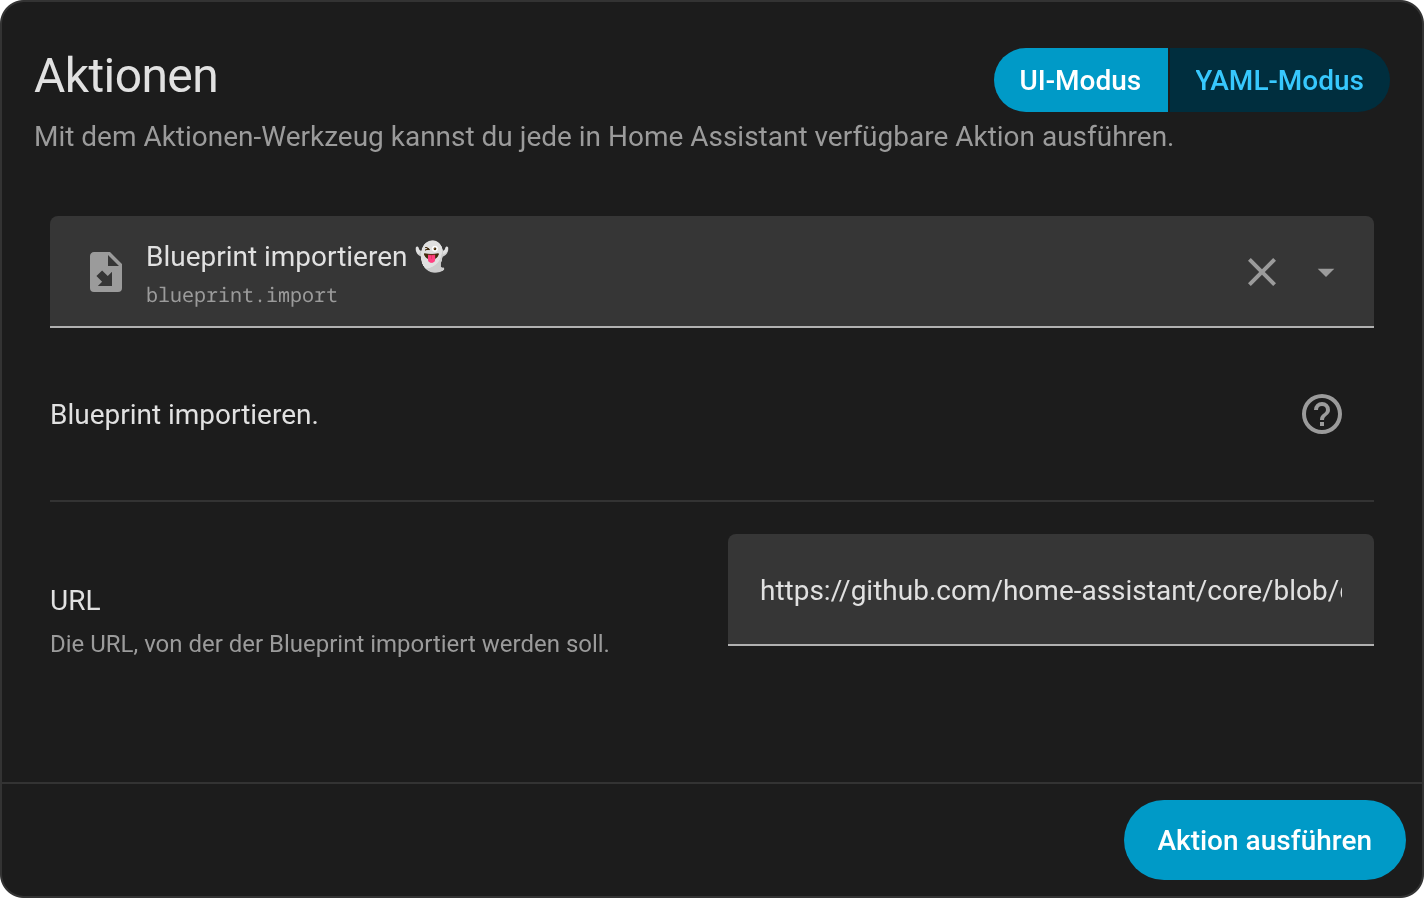 Aktionen
UI-Modus
YAML-Modus
Mit dem Aktionen-Werkzeug kannst du jede in Home Assistant verfügbare Aktion ausführen.
Blueprint importieren 👻
blueprint.import
Blueprint importieren.
URL
Die URL, von der der Blueprint importiert werden soll.
https://github.com/home-assistant/core/blob/
Aktion ausführen